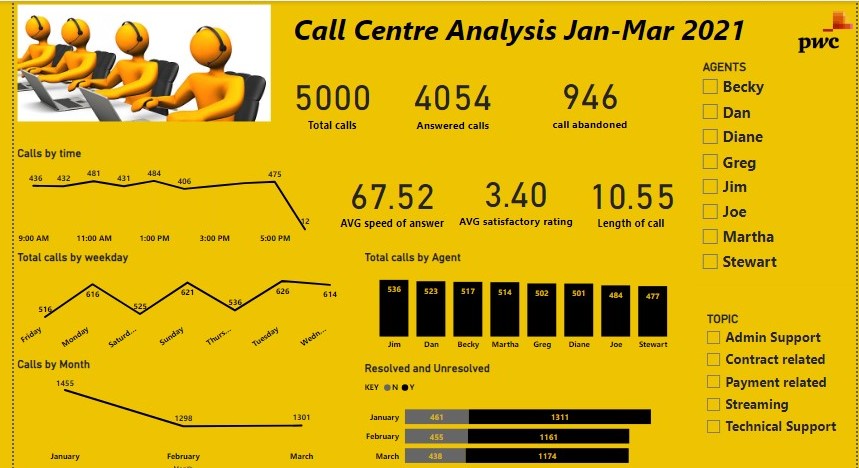 Call Centre Analysis Jan-Mar 2021
pwc
5000
Total calls
4054
Answered calls
946
call abandoned
67.52
AVG speed of answer
3.40
AVG satisfactory rating
10.55
Length of call
AGENTS
Becky
Dan
Diane
Greg
Jim
Joe
Martha
Stewart
TOPIC
Admin Support
Contract related
Payment related
Streaming
Technical Support
Calls by time
436 432 481 431 484 406 475 12
9:00 AM 11:00 AM 1:00 PM 3:00 PM 5:00 PM
Total calls by weekday
516 616 525 621 536 626 614
Friday Monday Saturd... Sunday Thurs... Tuesday Wedn...
Total calls by Agent
536 523 517 514 502 501 484 477
Jim Dan Becky Martha Greg Diane Joe Stewart
Calls by Month
1455 1298 1301
January February March
Resolved and Unresolved
KEY N Y
January 461 1311
February 455 1161
March 438 1174